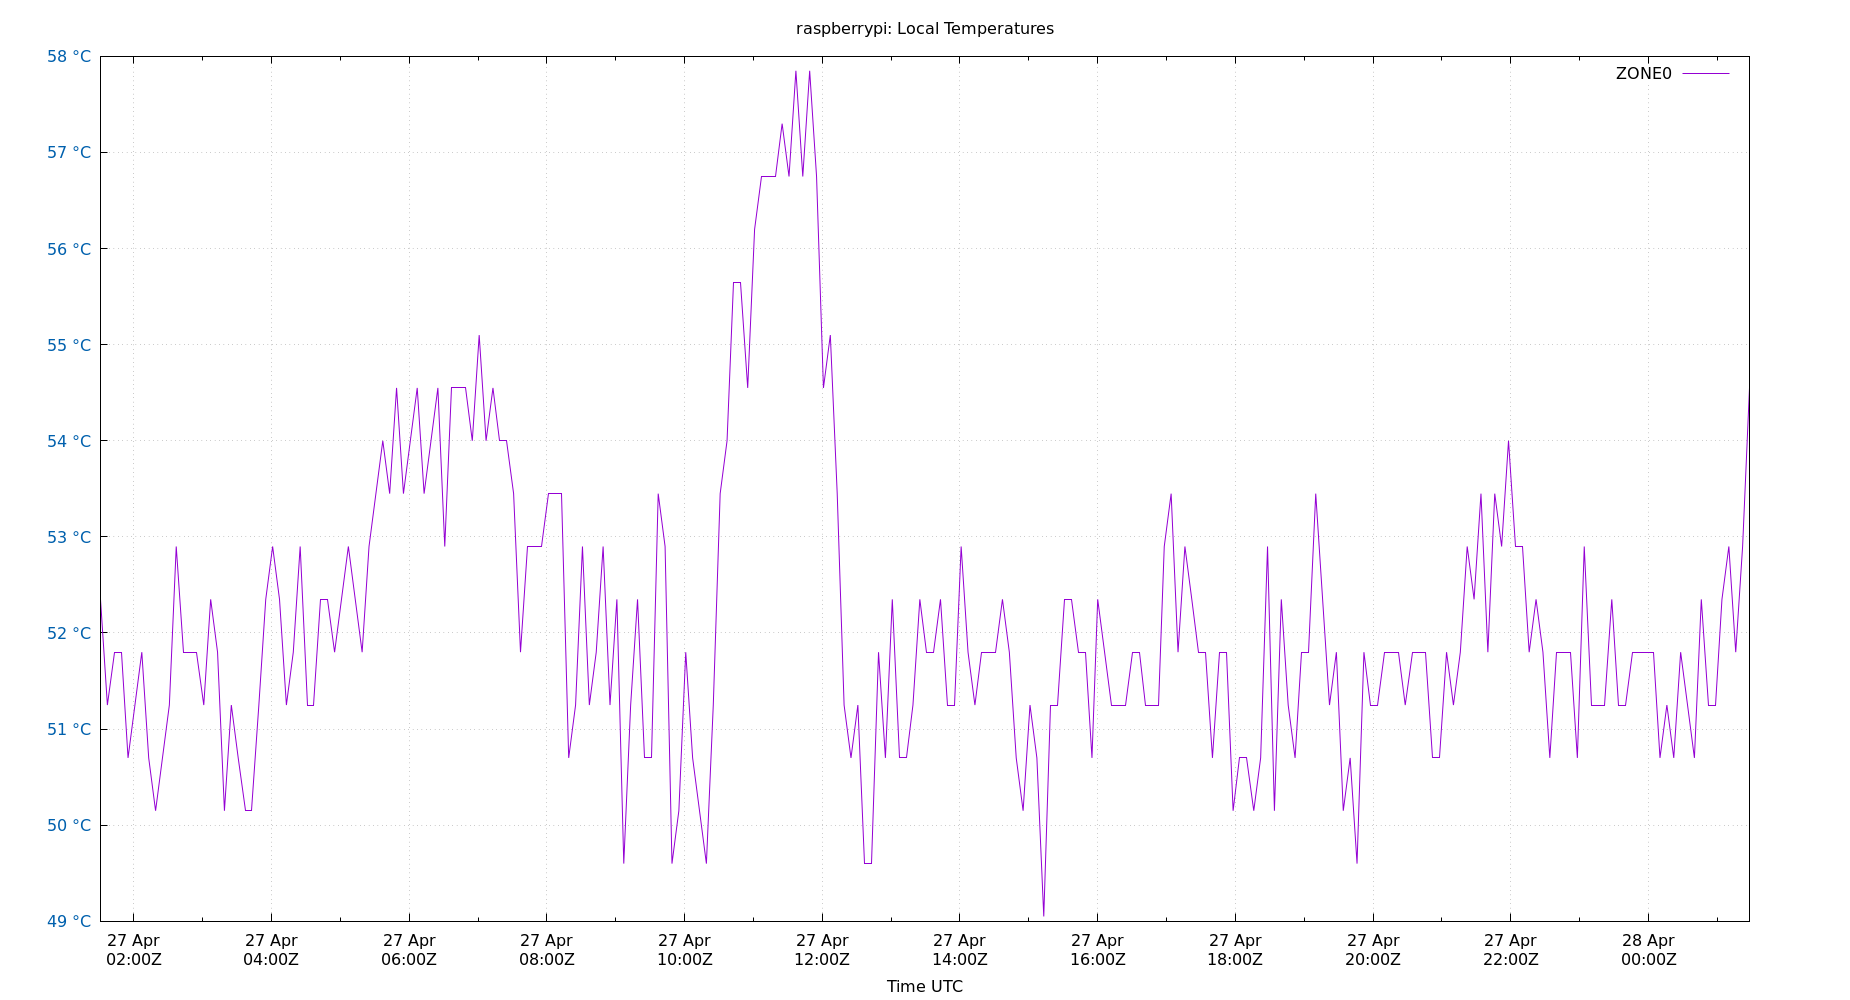 raspberrypi: Local Temperatures
58 °C
ZONE0
57 °C
56 °C
55 °C
54 °C
53 °C
52 °C
51 °C
50 °C
49 °C
27 Apr 27 Apr 27 Apr 27 Apr 27 Apr 27 Apr 27 Apr 27 Apr 27 Apr 27 Apr 27 Apr 28 Apr
02:00Z 04:00Z 06:00Z 08:00Z 10:00Z 12:00Z 14:00Z 16:00Z 18:00Z 20:00Z 22:00Z 00:00Z
Time UTC